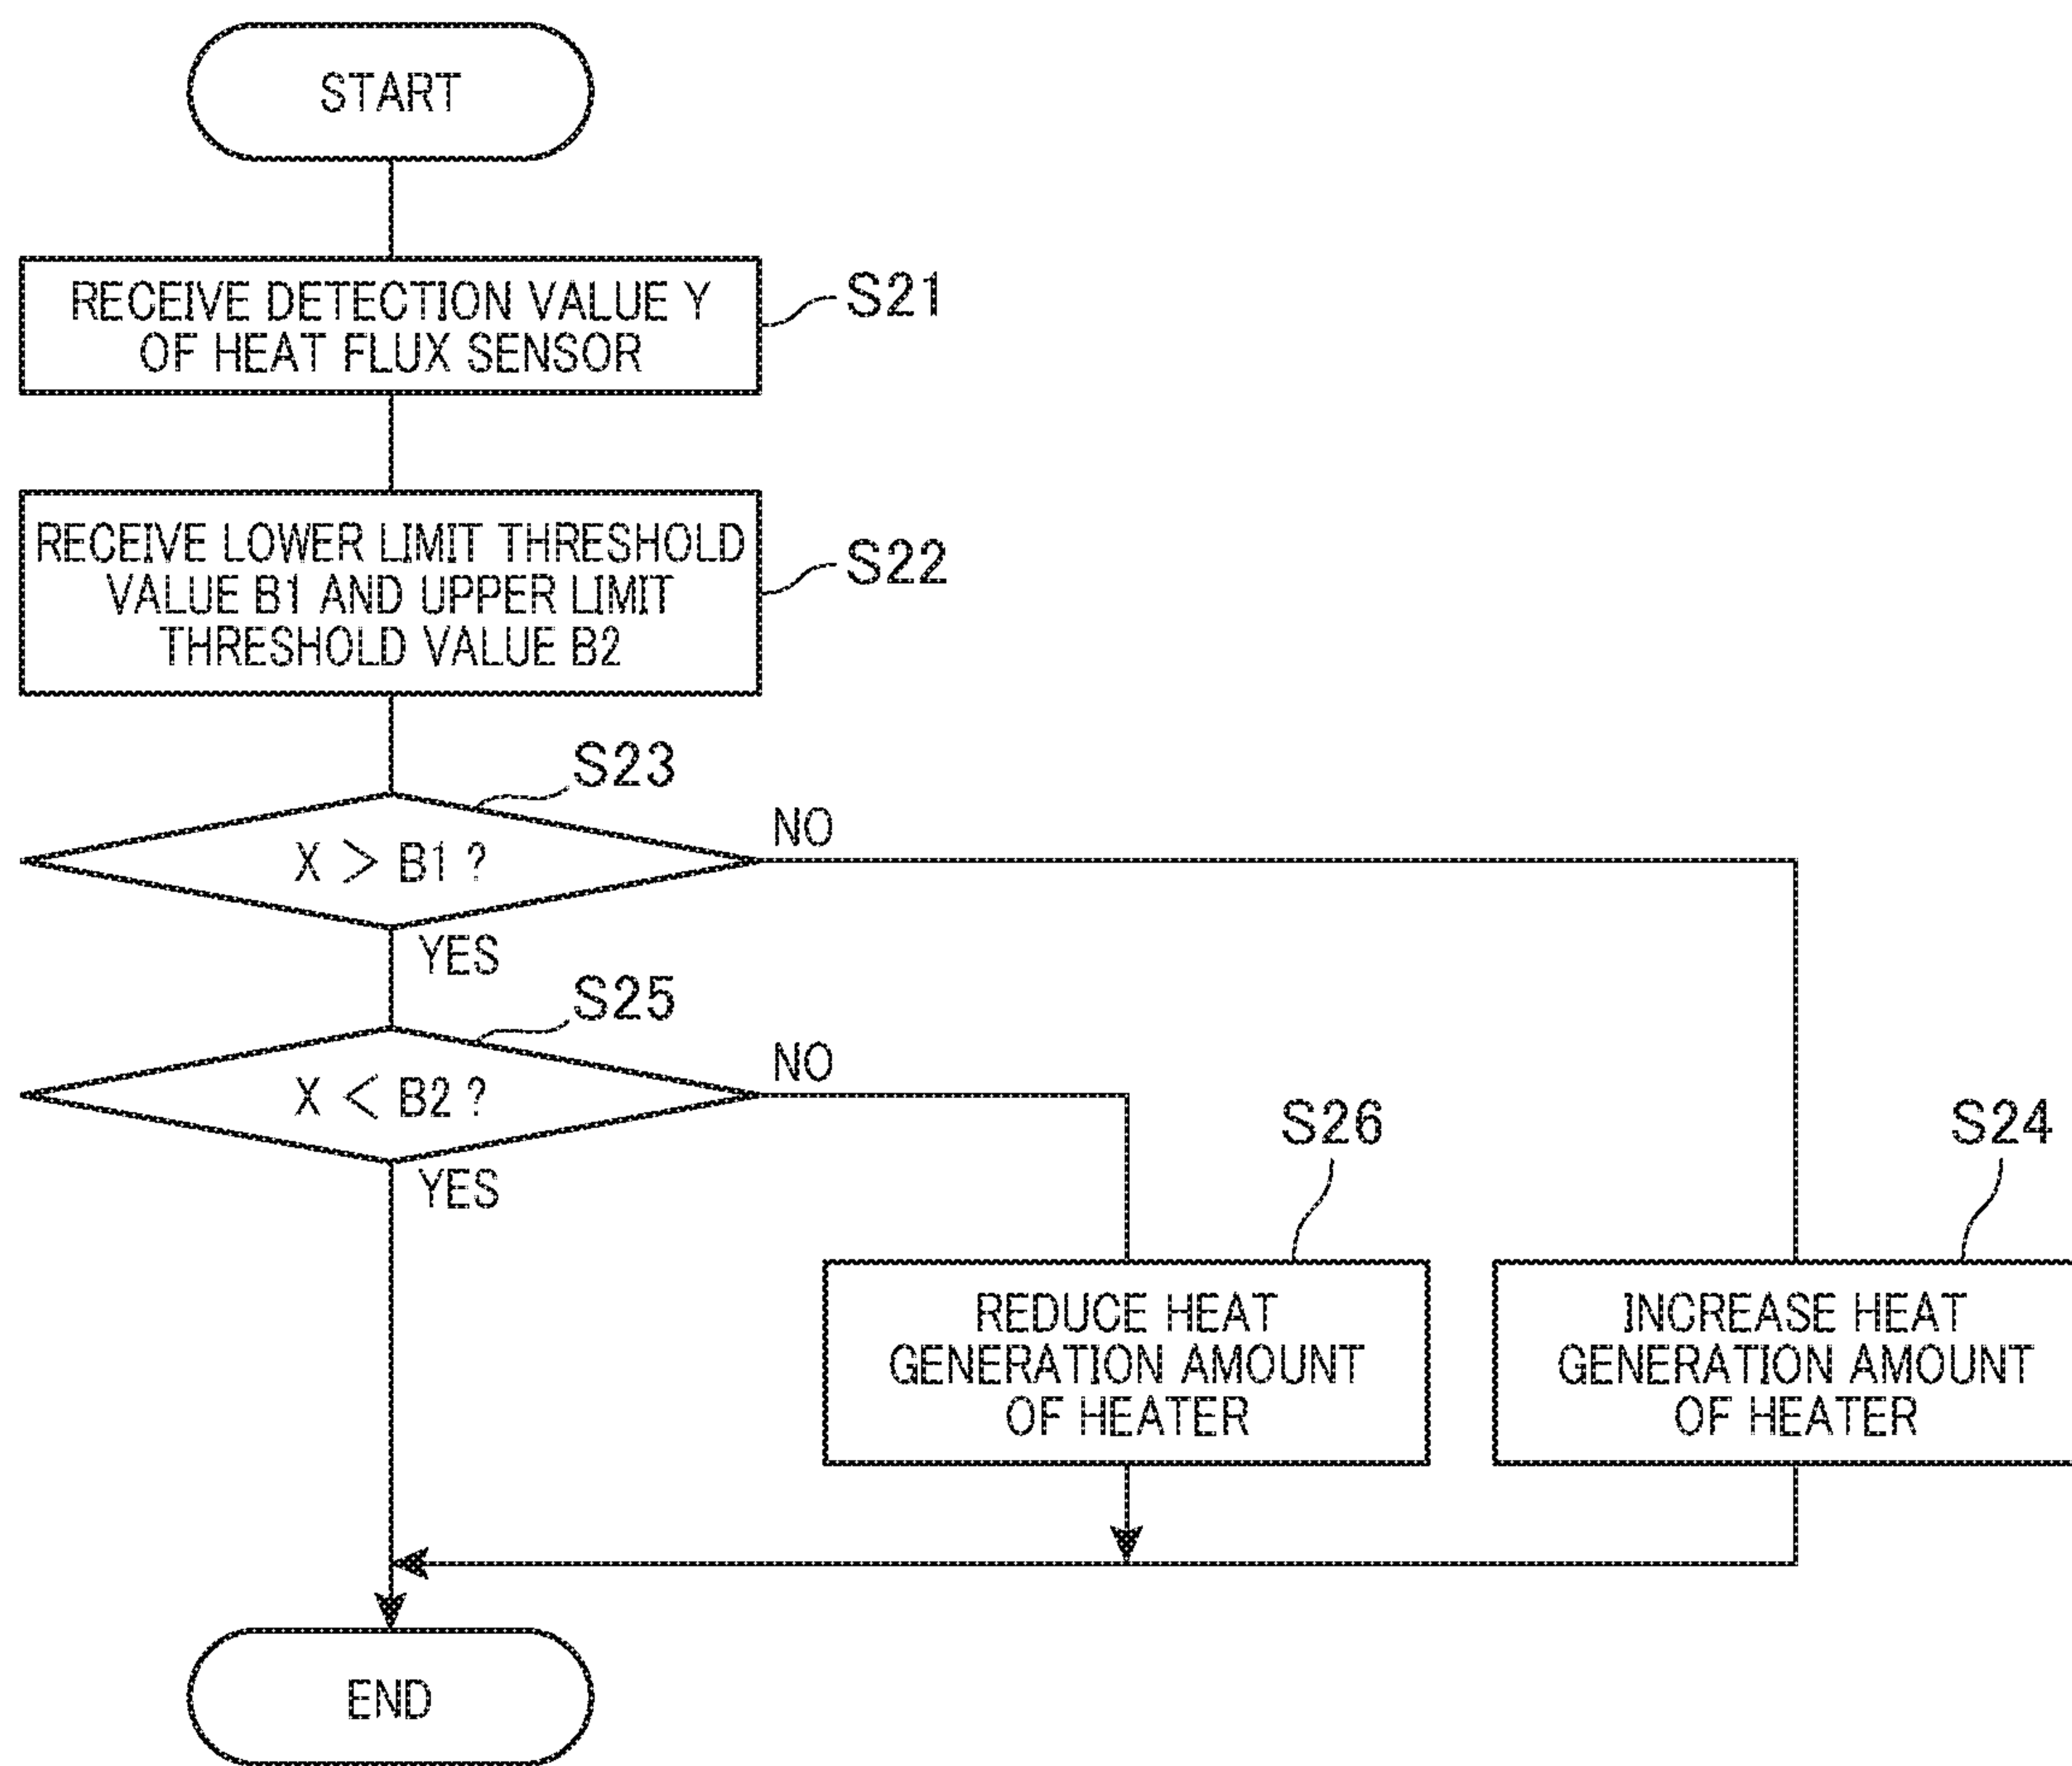 START
RECEIVE DETECTION VALUE Y
OF HEAT FLUX SENSOR
S21
RECEIVE LOWER LIMIT THRESHOLD
VALUE B1 AND UPPER LIMIT
THRESHOLD VALUE B2
S22
S23
X > B1 ?
NO
YES
S25
X < B2 ?
NO
YES
S26
REDUCE HEAT
GENERATION AMOUNT
OF HEATER
S24
INCREASE HEAT
GENERATION AMOUNT
OF HEATER
END